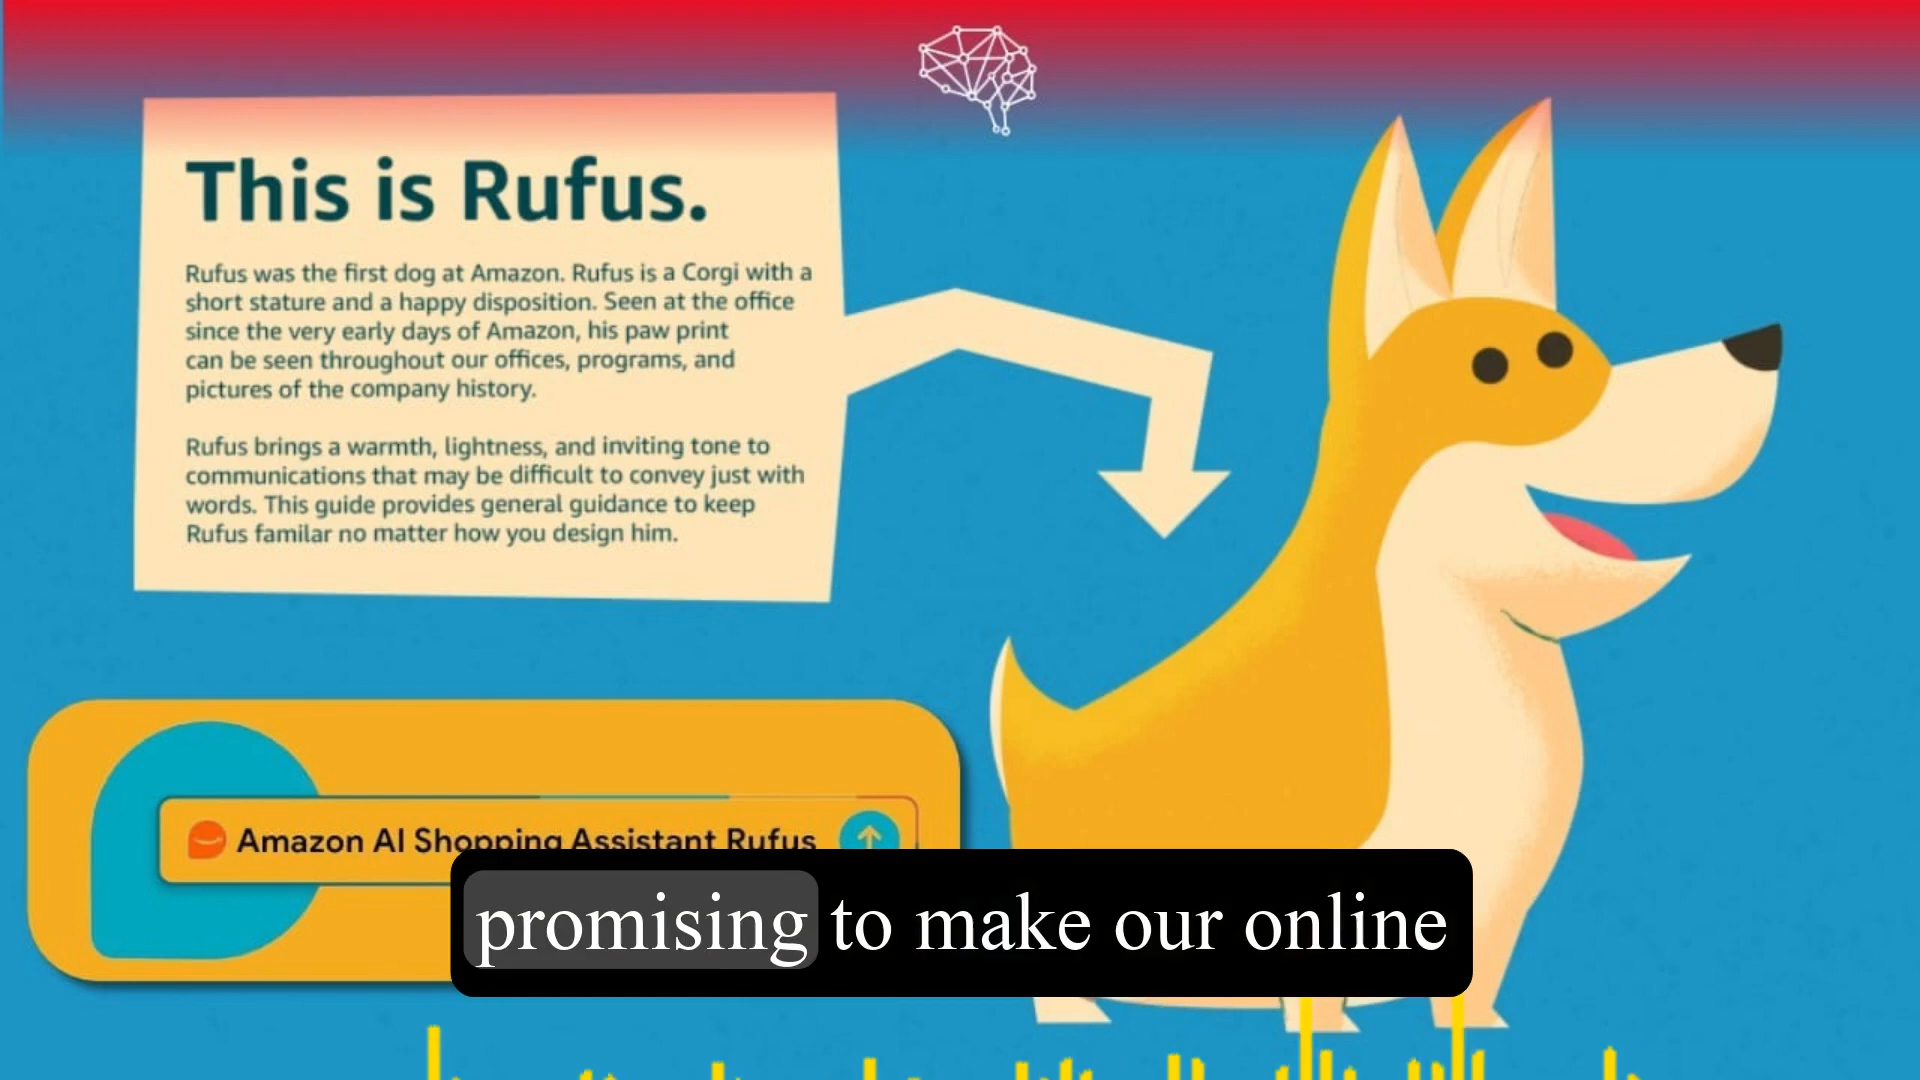 This is Rufus.
Rufus was the first dog at Amazon. Rufus is a Corgi with a
short stature and a happy disposition. Seen at the office
since the very early days of Amazon, his paw print
can be seen throughout our offices, programs, and
pictures of the company history.
Rufus brings a warmth, lightness, and inviting tone to
communications that may be difficult to convey just with
words. This guide provides general guidance to keep
Rufus familar no matter how you design him.
Amazon AI Shopping Assistant Rufus
promising to make our online